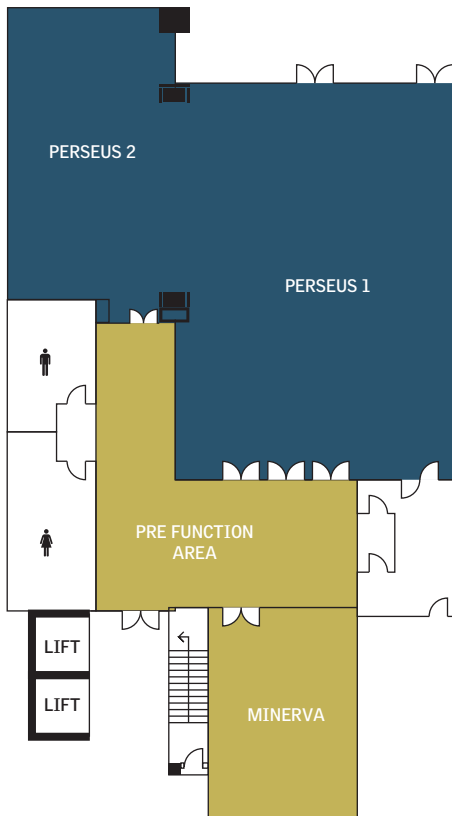 PERSEUS 2
PERSEUS 1
PRE FUNCTION
AREA
LIFT
LIFT
MINERVA